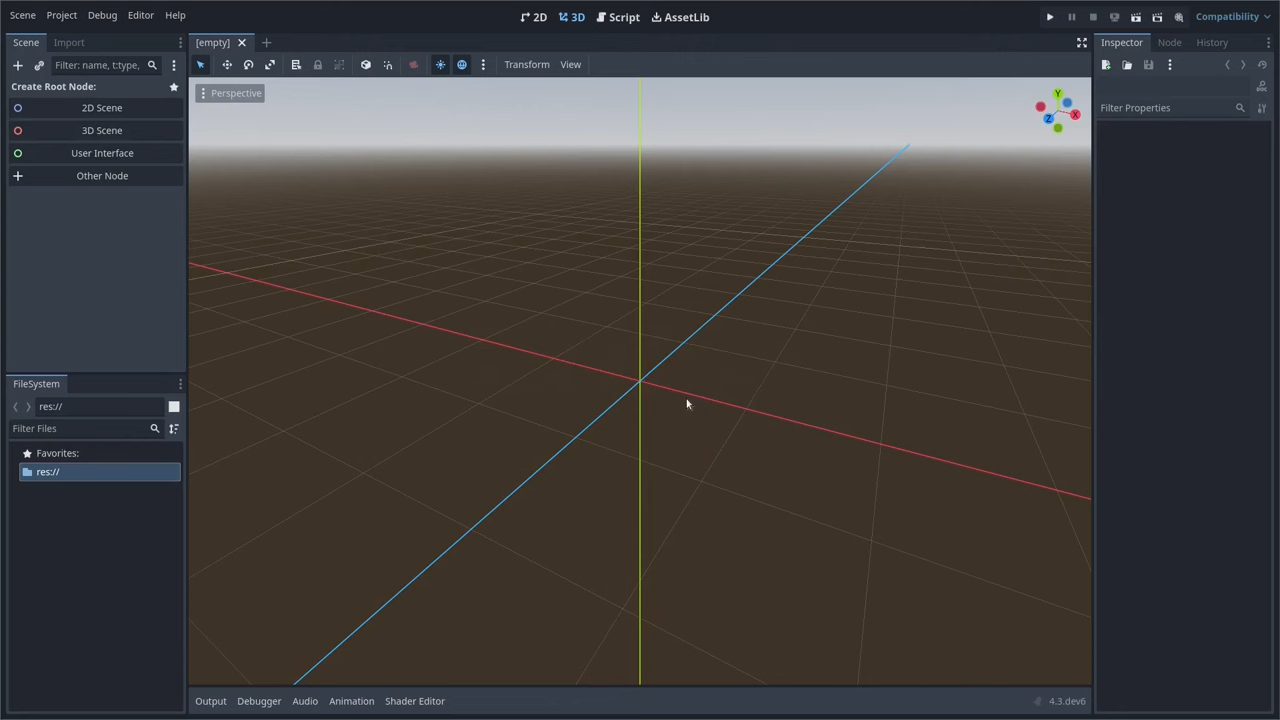 Scene Project Debug Editor Help
2D 3D Script AssetLib
Compatibility
Scene Import
[empty]
Inspector Node History
Filter: name, t:type,
Transform View
Create Root Node:
Perspective
Y
X
Z
2D Scene
3D Scene
User Interface
Other Node
Filter Properties
FileSystem
res://
Filter Files
Favorites:
res://
Output Debugger Audio Animation Shader Editor
4.3.dev6